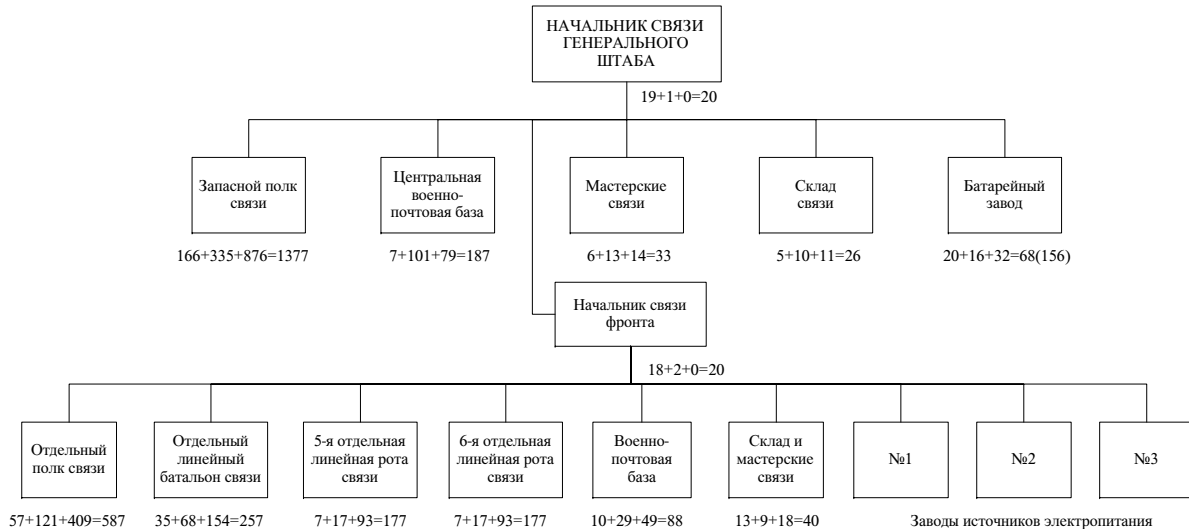 НАЧАЛЬНИК СВЯЗИ
ГЕНЕРАЛЬНОГО
ШТАБА
19+1+0=20
Запасной полк
связи
166+335+876=1377
Центральная
военно-
почтовая база
7+101+79=187
Мастерские
связи
6+13+14=33
Склад
связи
5+10+11=26
Батарейный
завод
20+16+32=68(156)
Начальник связи
фронта
18+2+0=20
Отдельный
полк связи
57+121+409=587
Отдельный
линейный
батальон связи
35+68+154=257
5-я отдельная
линейная рота
связи
7+17+93=177
6-я отдельная
линейная рота
связи
7+17+93=177
Военно-
почтовая
база
10+29+49=88
Склад и
мастерские
связи
13+9+18=40
№1
№2
№3
Заводы источников электропитания